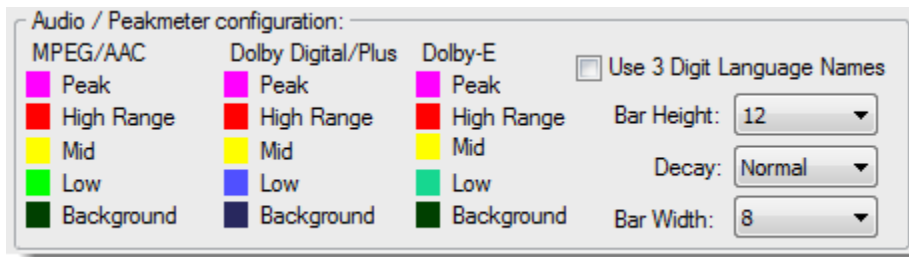 Audio / Peakmeter configuration:
MPEG/AAC
Peak
High Range
Mid
Low
Background
Dolby Digital/Plus
Peak
High Range
Mid
Low
Background
Dolby-E
Peak
High Range
Mid
Low
Background
Use 3 Digit Language Names
Bar Height: 12
Decay: Normal
Bar Width: 8